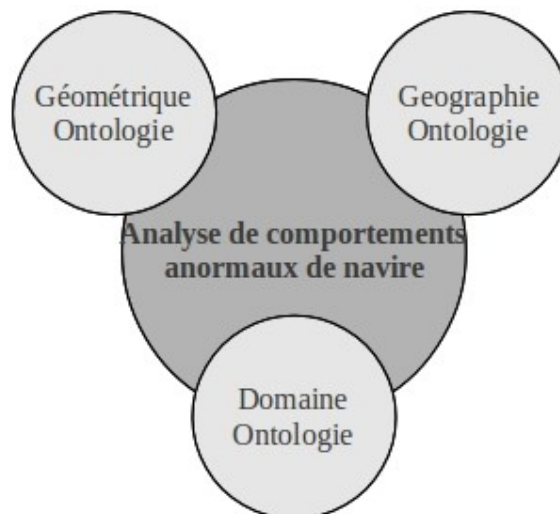 Géométrique
Ontologie
Geographie
Ontologie
Analyse de comportements
anormaux de navire
Domaine
Ontologie